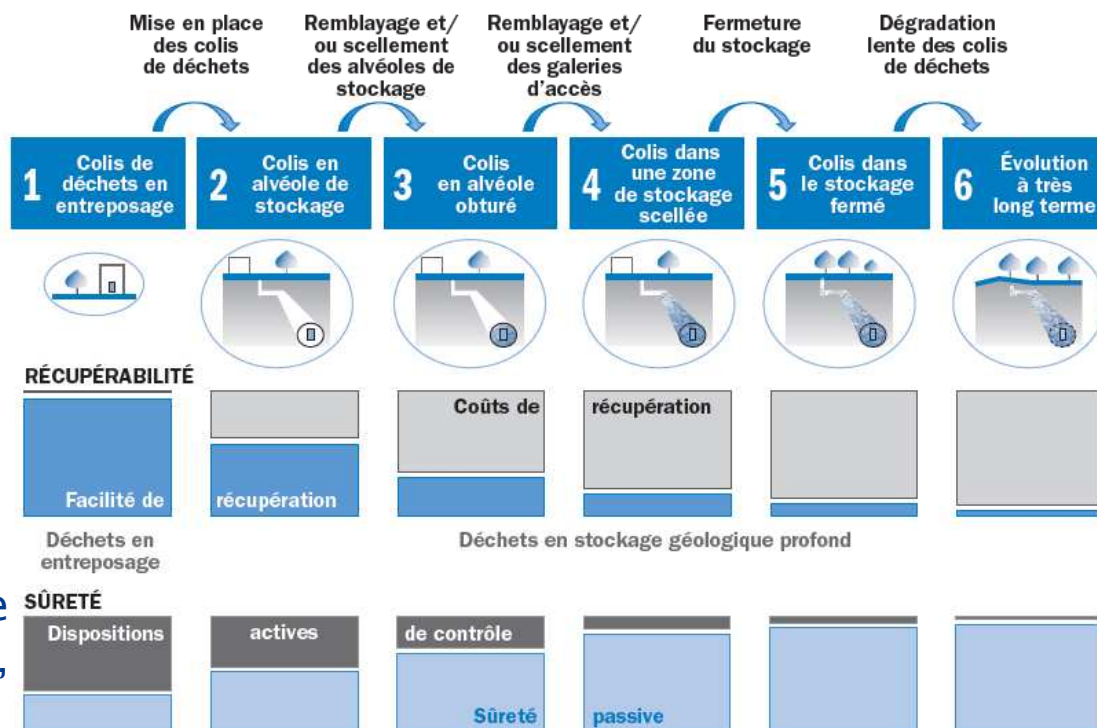 Mise en place
des colis
de déchets
Remblayage et/
ou scellement
des alvéoles de
stockage
Remblayage et/
ou scellement
des galeries
d'accès
Fermeture
du stockage
Dégradation
lente des colis
de déchets
1 Colis de
déchets en
entreposage
2 Colis en
alvéole de
stockage
3 Colis
en alvéole
obturé
4 Colis dans
une zone
de stockage
scellée
5 Colis dans
le stockage
fermé
6 Évolution
à très
long terme
RÉCUPÉRABILITÉ
Coûts de récupération
Facilité de récupération
Déchets en
entreposage
Déchets en stockage géologique profond
e
SÛRETÉ
Dispositions actives de contrôle
,
Sûreté passive